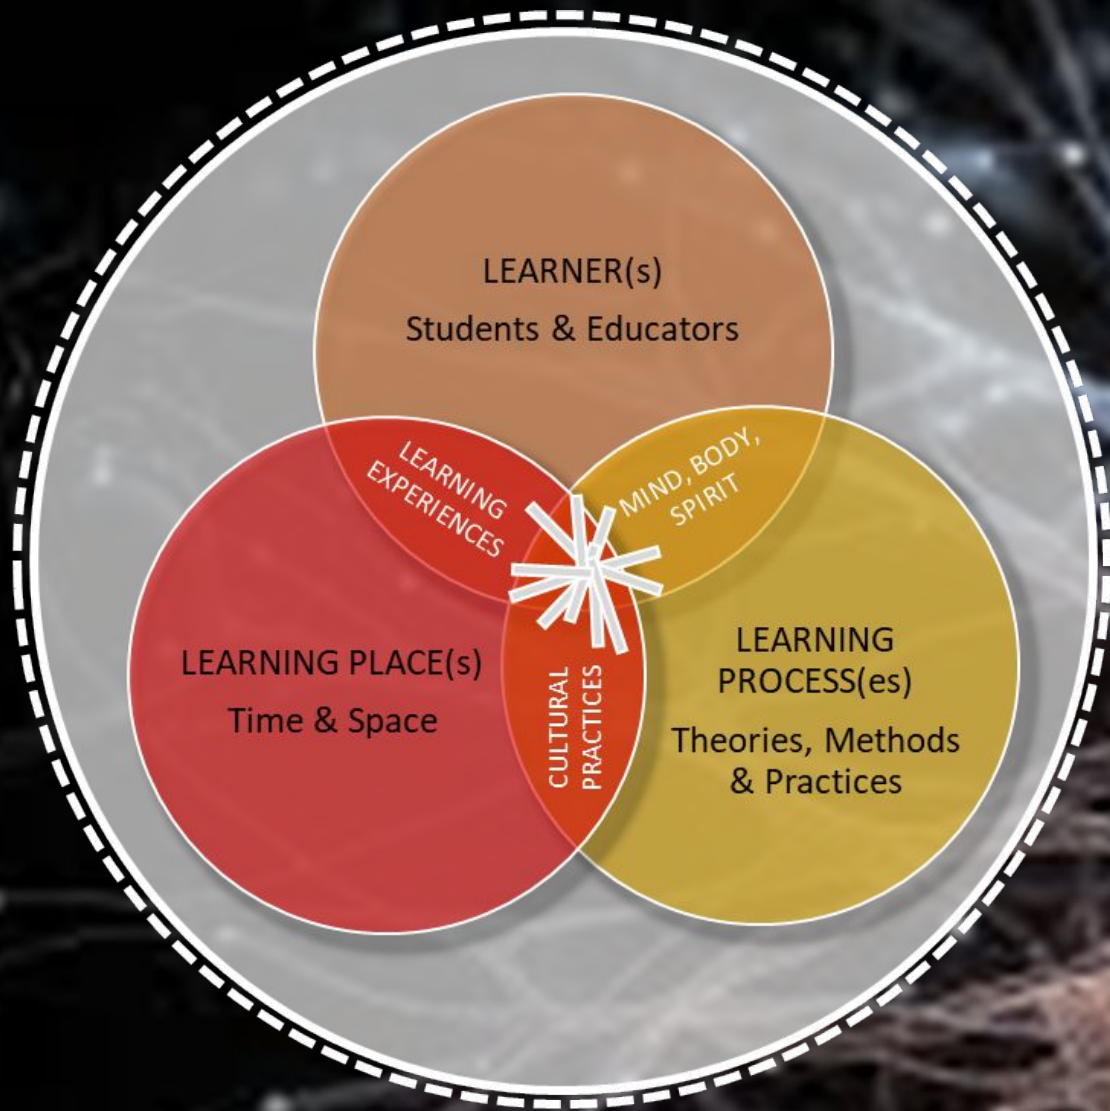 LEARNER(s)
Students & Educators
LEARNING
EXPERIENCES
MIND, BODY,
SPIRIT
LEARNING PLACE(s)
Time & Space
CULTURAL
PRACTICES
LEARNING
PROCESS(es)
Theories, Methods
& Practices